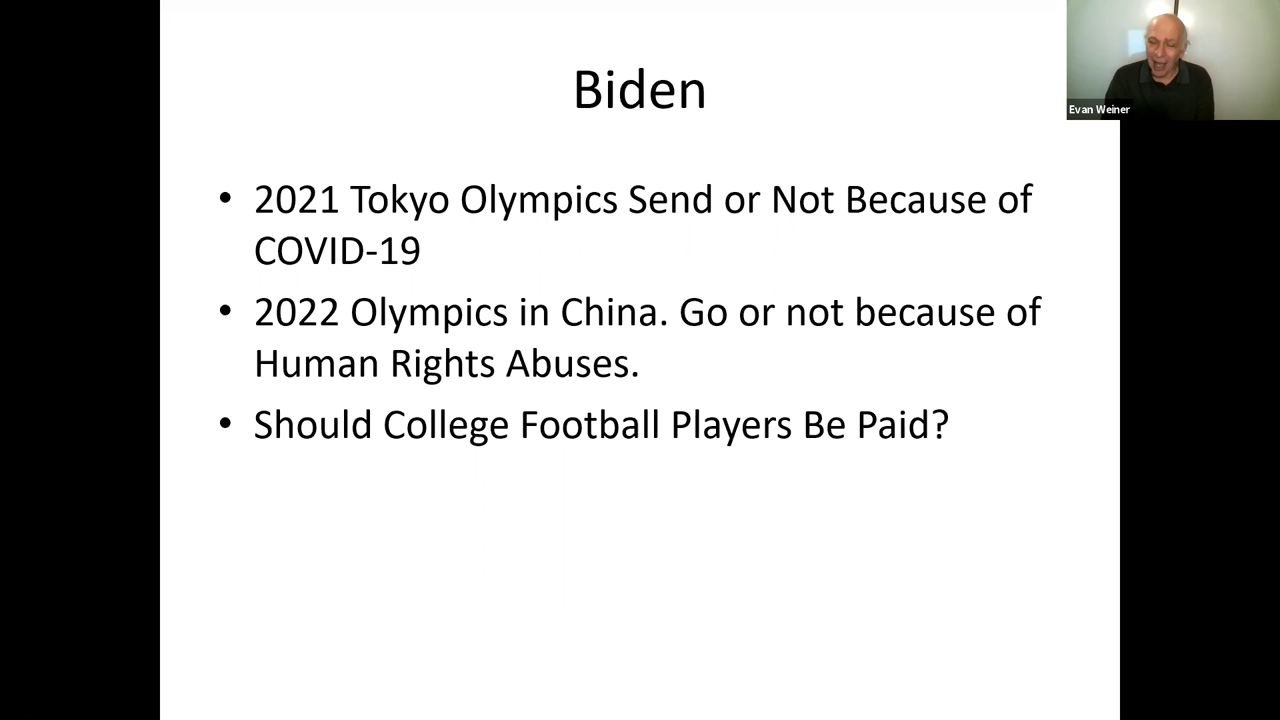 Biden
Evan Weiner
• 2021 Tokyo Olympics Send or Not Because of
COVID-19
• 2022 Olympics in China. Go or not because of
Human Rights Abuses.
• Should College Football Players Be Paid?